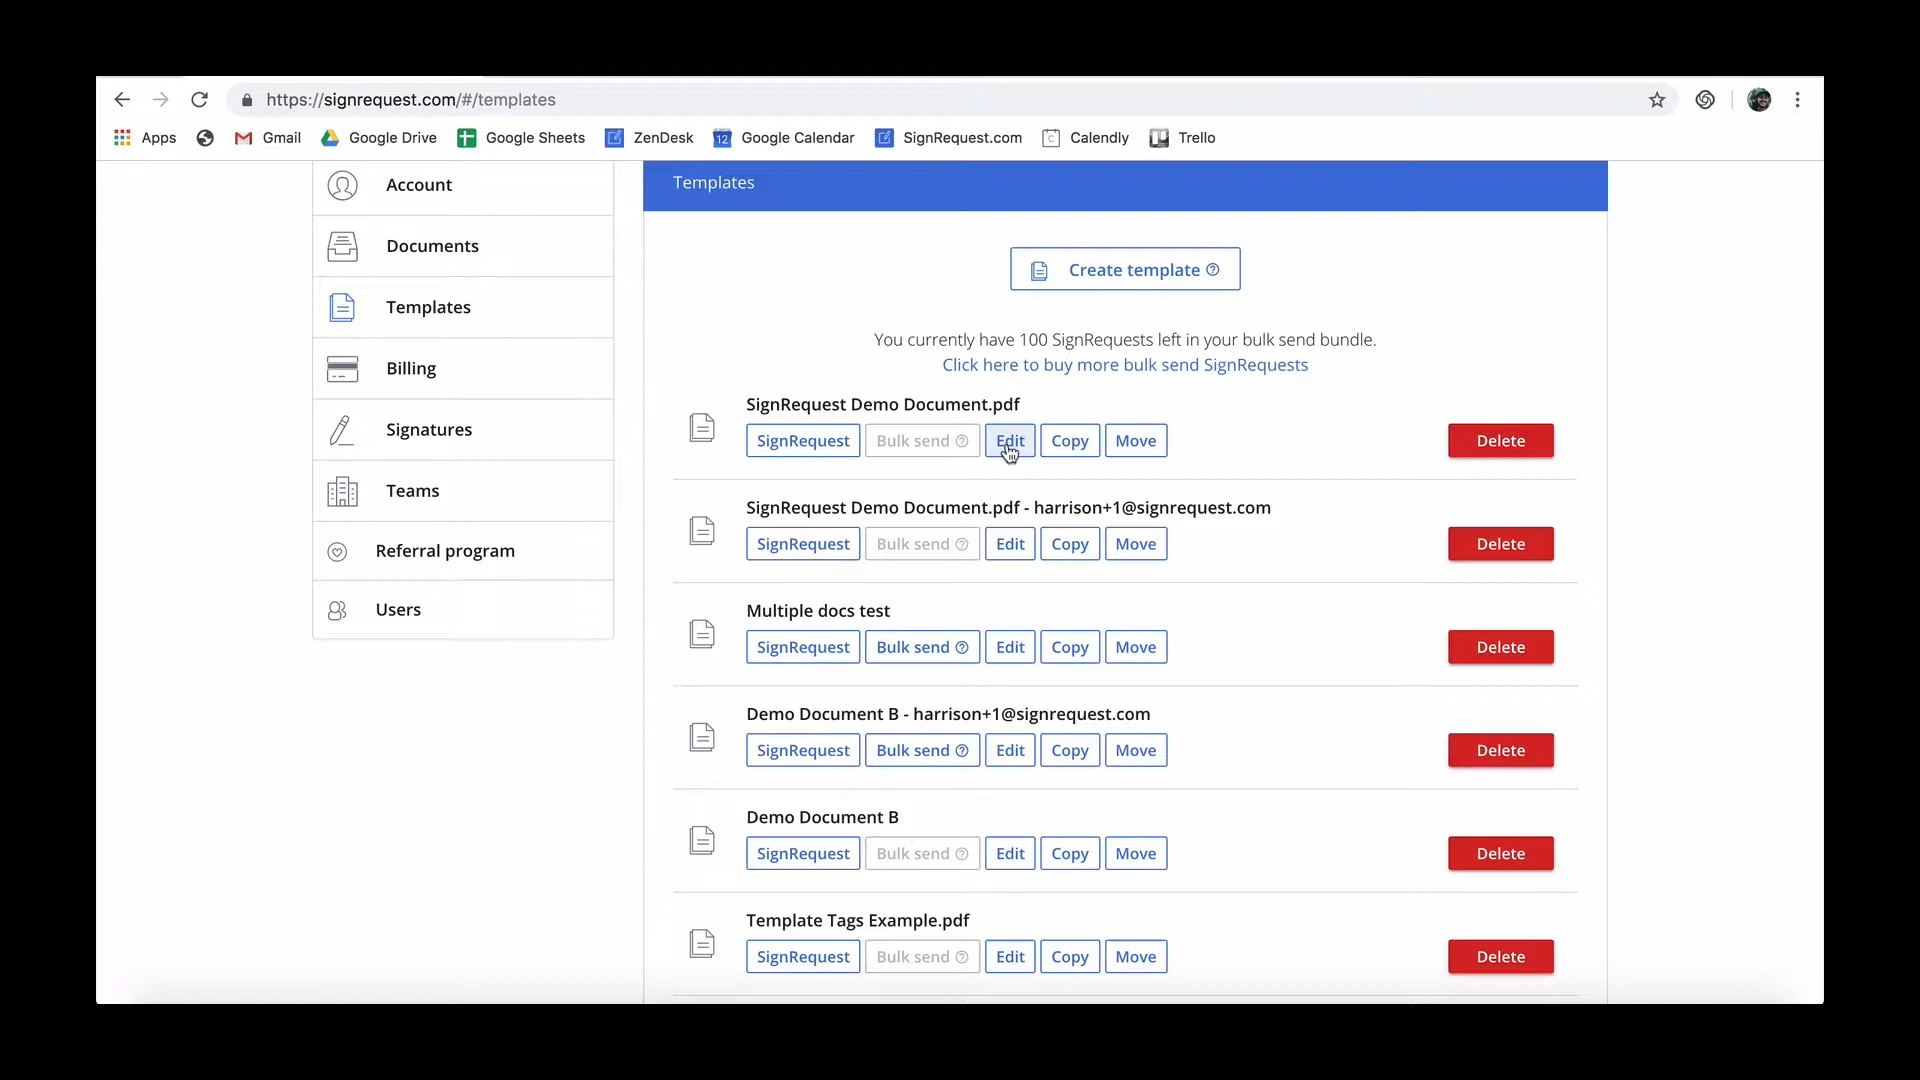 https://signrequest.com/#/templates
Apps Gmail Google Drive Google Sheets ZenDesk 12 Google Calendar SignRequest.com C Calendly Trello
Account
Documents
Templates
Billing
Signatures
Teams
Referral program
Users
Templates
Create template ?
You currently have 100 SignRequests left in your bulk send bundle.
Click here to buy more bulk send SignRequests
SignRequest Demo Document.pdf
SignRequest Bulk send ? Edit Copy Move Delete
SignRequest Demo Document.pdf - harrison+1@signrequest.com
SignRequest Bulk send ? Edit Copy Move Delete
Multiple docs test
SignRequest Bulk send ? Edit Copy Move Delete
Demo Document B - harrison+1@signrequest.com
SignRequest Bulk send ? Edit Copy Move Delete
Demo Document B
SignRequest Bulk send ? Edit Copy Move Delete
Template Tags Example.pdf
SignRequest Bulk send ? Edit Copy Move Delete